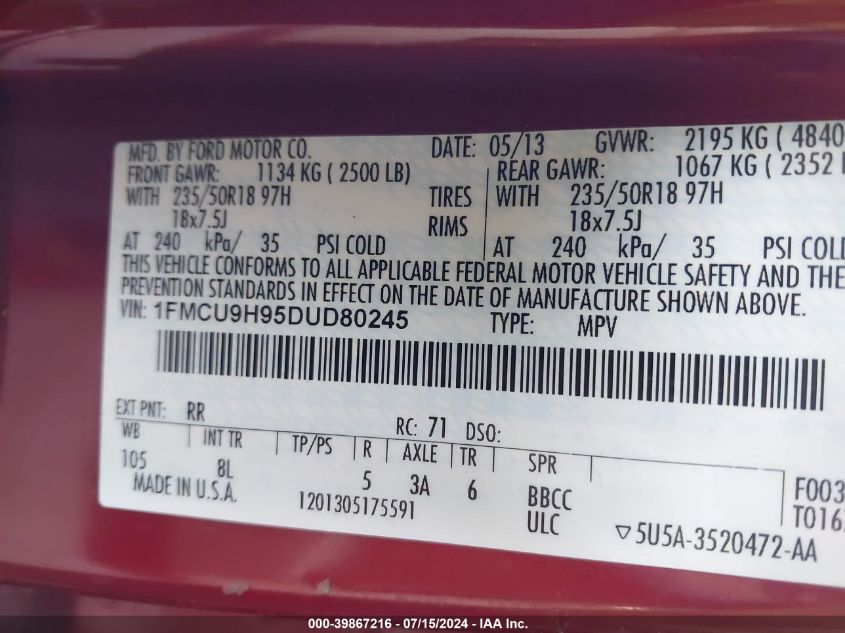 MFD. BY FORD MOTOR CO. DATE: 05/13 GVWR: 2195 KG ( 4840
FRONT GAWR: 1134 KG ( 2500 LB) REAR GAWR: 1067 KG ( 2352
WITH 235/50R18 97H TIRES WITH 235/50R18 97H
18x7.5J RIMS 18x7.5J
AT 240 kPa/ 35 PSI COLD AT 240 kPa/ 35 PSI COLD
THIS VEHICLE CONFORMS TO ALL APPLICABLE FEDERAL MOTOR VEHICLE SAFETY AND THE
PREVENTION STANDARDS IN EFFECT ON THE DATE OF MANUFACTURE SHOWN ABOVE.
VIN: 1FMCU9H95DUD80245 TYPE: MPV
EXT PNT: RR RC: 71 DSO:
WB INT TR TP/PS R AXLE TR SPR
105 8L 5 3A 6 BBCC F003
MADE IN U.S.A. 1201305175591 ULC T016
▽5U5A-3520472-AA
000-39867216 - 07/15/2024 - IAAI Inc.